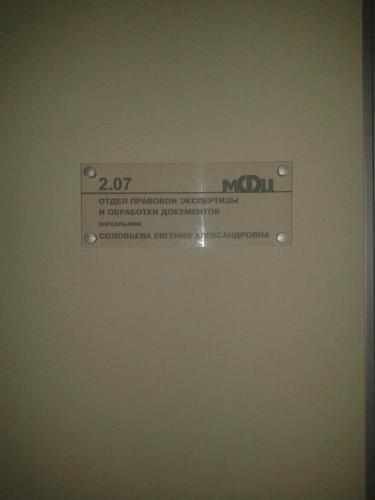 2.07 МФЦ
ОТДЕЛ ПРАВОВОЙ ЭКСПЕРТИЗЫ
И ОБРАБОТКИ ДОКУМЕНТОВ
начальник
СОЛОВЬЕВА ЕВГЕНИЯ АЛЕКСАНДРОВНА